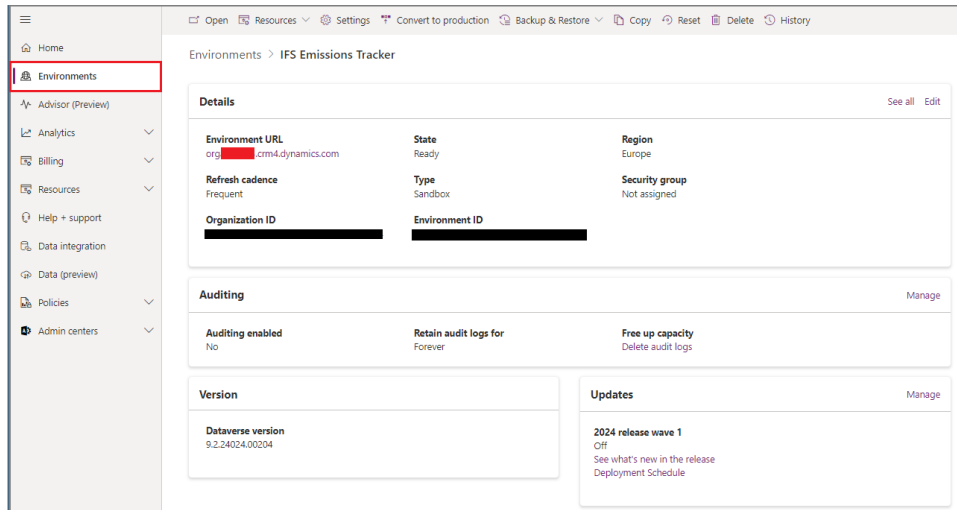 Open Resources Settings Convert to production Backup & Restore Copy Reset Delete History
Home
Environments
Advisor (Preview)
Analytics
Billing
Resources
Help + support
Data integration
Data (preview)
Policies
Admin centers
Environments > IFS Emissions Tracker
Details
See all Edit
Environment URL
org .crm4.dynamics.com
State
Ready
Region
Europe
Refresh cadence
Frequent
Type
Sandbox
Security group
Not assigned
Organization ID
Environment ID
Auditing
Manage
Auditing enabled
No
Retain audit logs for
Forever
Free up capacity
Delete audit logs
Version
Dataverse version
9.2.24024.00204
Updates
Manage
2024 release wave 1
Off
See what's new in the release
Deployment Schedule